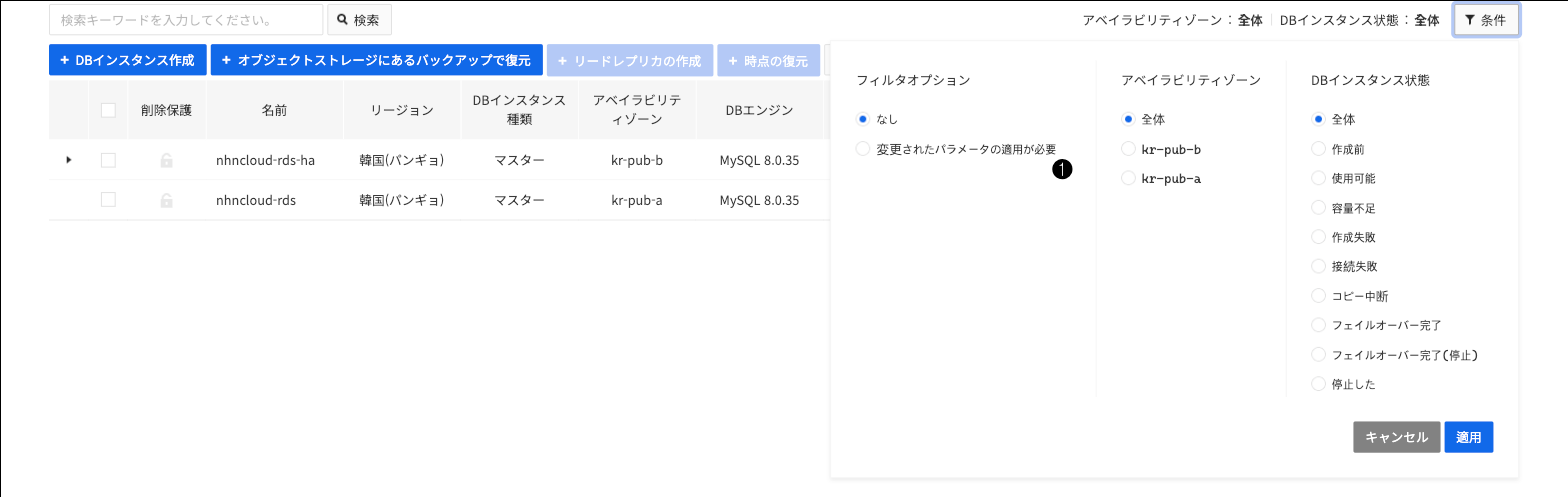 検索キーワードを入力してください。 検索 アベイラビリティゾーン : 全体 DBインスタンス状態 : 全体 条件
+ DBインスタンス作成 + オブジェクトストレージにあるバックアップで復元 + リードレプリカの作成 + 時点の復元
削除保護 名前 リージョン DBインスタンス種類 アベイラビリティゾーン DBエンジン
nhncloud-rds-ha 韓国(パンギョ) マスター kr-pub-b MySQL 8.0.35
nhncloud-rds 韓国(パンギョ) マスター kr-pub-a MySQL 8.0.35
フィルタオプション
なし
変更されたパラメータの適用が必要
1
アベイラビリティゾーン
全体
kr-pub-b
kr-pub-a
DBインスタンス状態
全体
作成前
使用可能
容量不足
作成失敗
接続失敗
コピー中断
フェイルオーバー完了
フェイルオーバー完了(停止)
停止した
キャンセル 適用